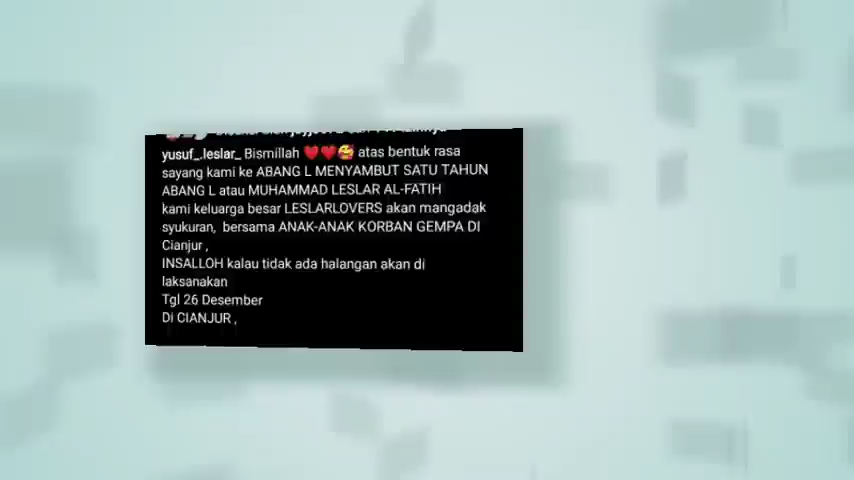 yusuf_.leslar_ Bismillah ❤️❤️🥰 atas bentuk rasa
sayang kami ke ABANG L MENYAMBUT SATU TAHUN
ABANG L atau MUHAMMAD LESLAR AL-FATIH
kami keluarga besar LESLARLOVERS akan mangadak
syukuran,  bersama ANAK-ANAK KORBAN GEMPA DI
Cianjur ,
INSALLOH kalau tidak ada halangan akan di
laksanakan
Tgl 26 Desember
Di CIANJUR ,